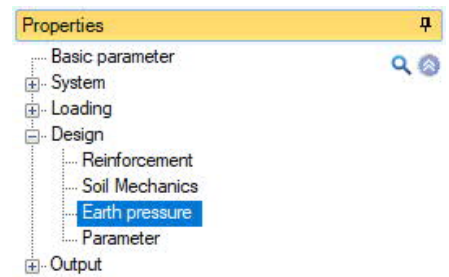 Properties
Basic parameter
System
Loading
Design
Reinforcement
Soil Mechanics
Earth pressure
Parameter
Output